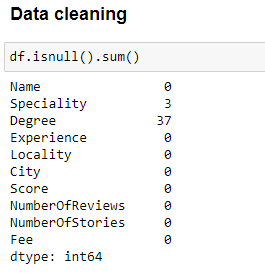 Data cleaning
df.isnull().sum()
Name 0
Speciality 3
Degree 37
Experience 0
Locality 0
City 0
Score 0
NumberOfReviews 0
NumberOfStories 0
Fee 0
dtype: int64